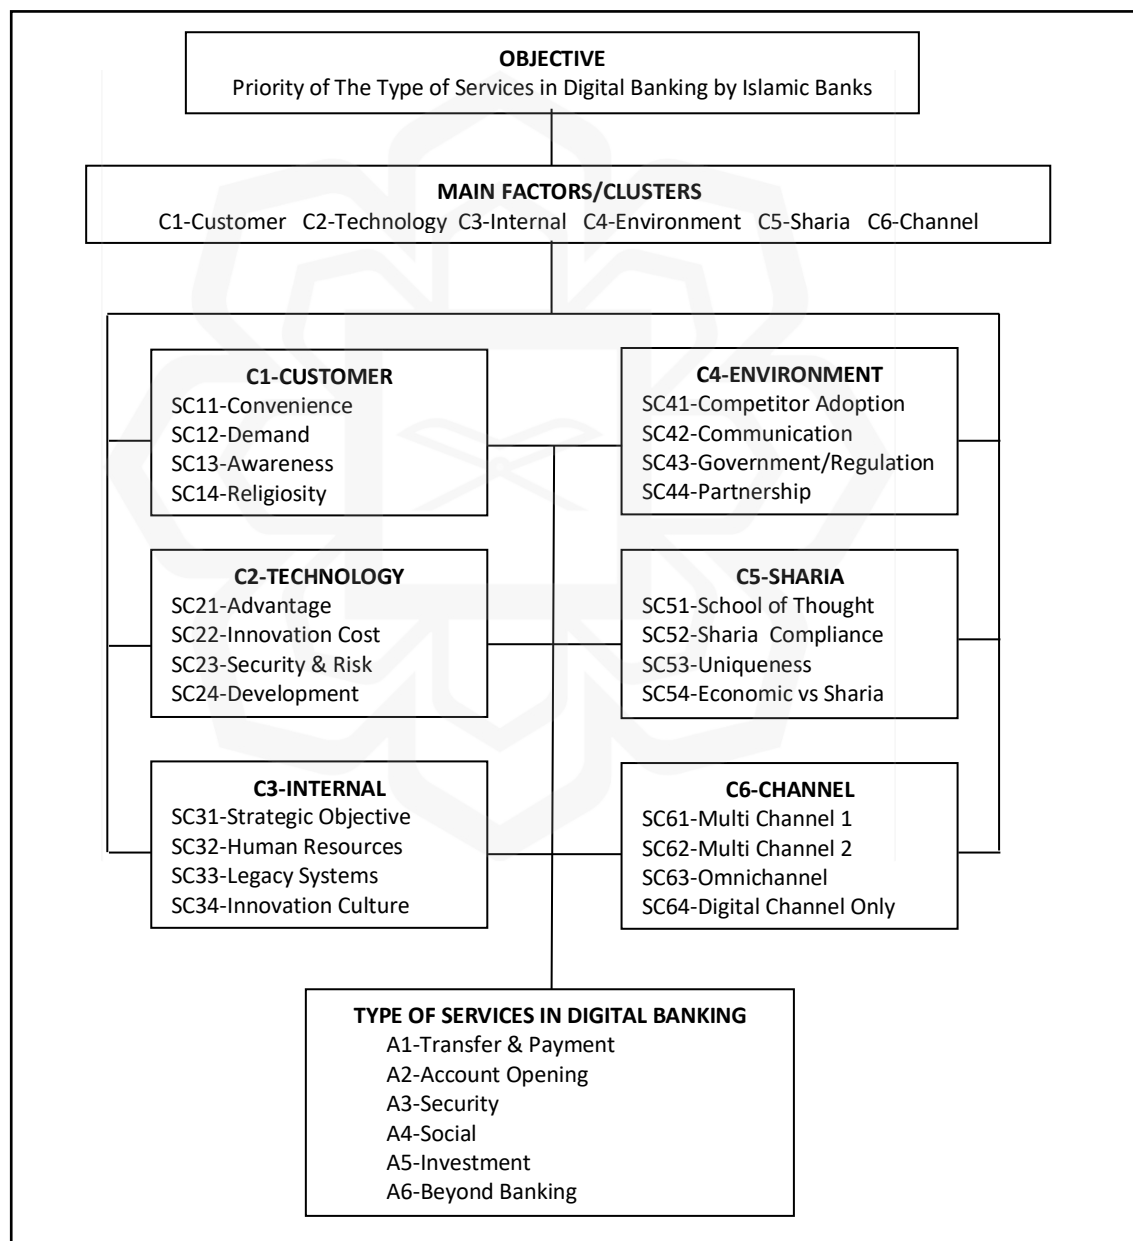 OBJECTIVE
Priority of The Type of Services in Digital Banking by Islamic Banks
MAIN FACTORS/CLUSTERS
C1-Customer C2-Technology C3-Internal C4-Environment C5-Sharia C6-Channel
C1-CUSTOMER
SC11-Convenience
SC12-Demand
SC13-Awareness
SC14-Religiosity
C4-ENVIRONMENT
SC41-Competitor Adoption
SC42-Communication
SC43-Government/Regulation
SC44-Partnership
C2-TECHNOLOGY
SC21-Advantage
SC22-Innovation Cost
SC23-Security & Risk
SC24-Development
C5-SHARIA
SC51-School of Thought
SC52-Sharia Compliance
SC53-Uniqueness
SC54-Economic vs Sharia
C3-INTERNAL
SC31-Strategic Objective
SC32-Human Resources
SC33-Legacy Systems
SC34-Innovation Culture
C6-CHANNEL
SC61-Multi Channel 1
SC62-Multi Channel 2
SC63-Omnichannel
SC64-Digital Channel Only
TYPE OF SERVICES IN DIGITAL BANKING
A1-Transfer & Payment
A2-Account Opening
A3-Security
A4-Social
A5-Investment
A6-Beyond Banking